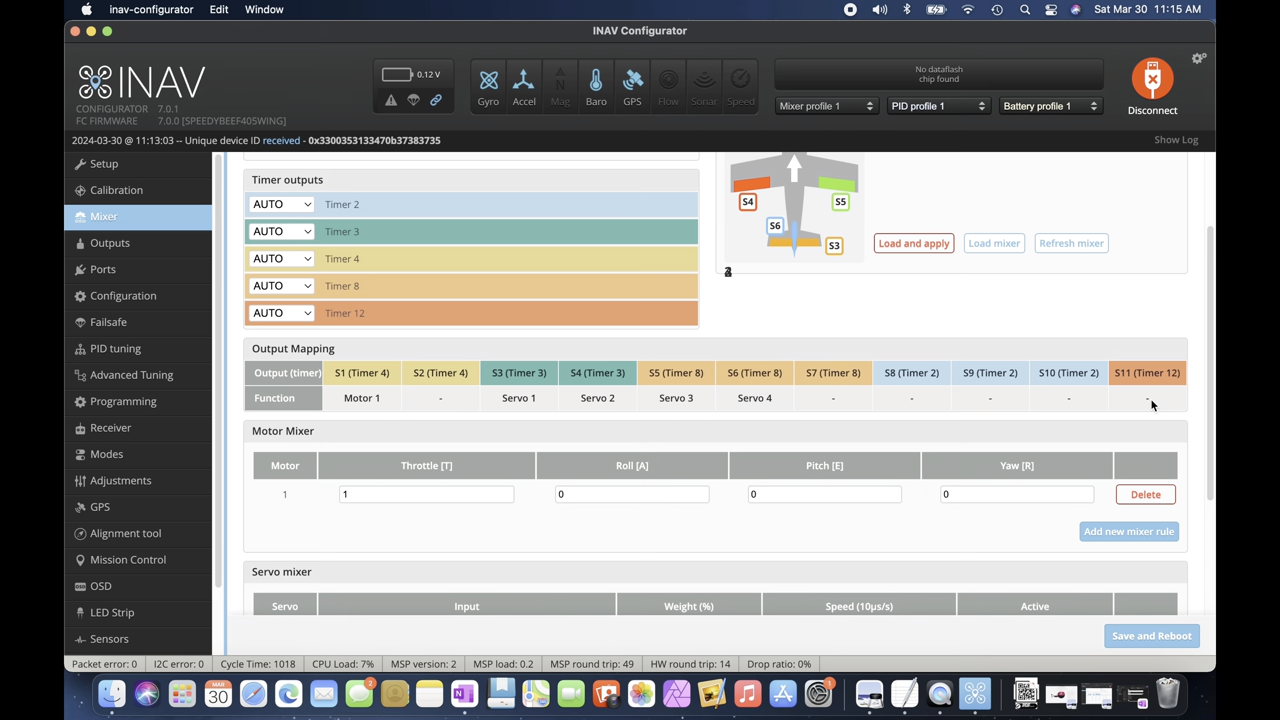 inav-configurator Edit Window
Sat Mar 30 11:15 AM
INAV Configurator
INAV
CONFIGURATOR 7.0.1
FC FIRMWARE 7.0.0 [SPEEDYBEEF405WING]
0.12 V
Gyro Accel Mag Baro GPS Flow Sonar Speed
No dataflash
chip found
Mixer profile 1 PID profile 1 Battery profile 1
Disconnect
2024-03-30 @ 11:13:03 -- Unique device ID received - 0x3300353133470b37383735
Show Log
Setup
Calibration
Mixer
Outputs
Ports
Configuration
Failsafe
PID tuning
Advanced Tuning
Programming
Receiver
Modes
Adjustments
GPS
Alignment tool
Mission Control
OSD
LED Strip
Sensors
Timer outputs
AUTO Timer 2
AUTO Timer 3
AUTO Timer 4
AUTO Timer 8
AUTO Timer 12
S4 S5
S6
S3
Load and apply Load mixer Refresh mixer
Output Mapping
Output (timer) S1 (Timer 4) S2 (Timer 4) S3 (Timer 3) S4 (Timer 3) S5 (Timer 8) S6 (Timer 8) S7 (Timer 8) S8 (Timer 2) S9 (Timer 2) S10 (Timer 2) S11 (Timer 12)
Function Motor 1 - Servo 1 Servo 2 Servo 3 Servo 4 - - - - -
Motor Mixer
Motor Throttle [T] Roll [A] Pitch [E] Yaw [R]
1 1 0 0 0 Delete
Add new mixer rule
Servo mixer
Servo Input Weight (%) Speed (10µs/s) Active
Save and Reboot
Packet error: 0 I2C error: 0 Cycle Time: 1018 CPU Load: 7% MSP version: 2 MSP load: 0.2 MSP round trip: 49 HW round trip: 14 Drop ratio: 0%
MAR
30
2
1